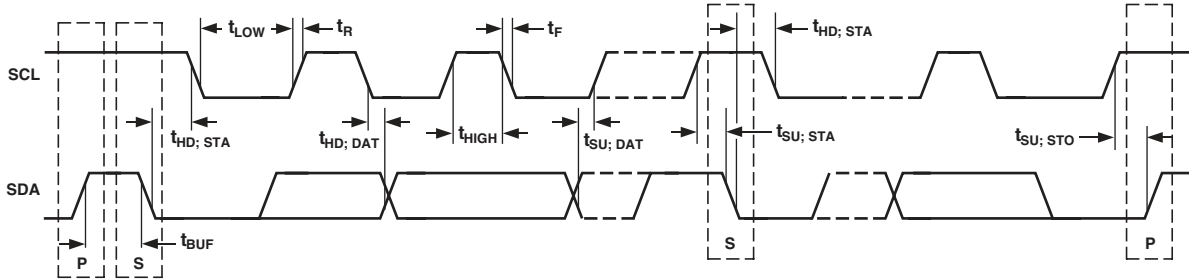 tLOW tR tF tHD; STA
SCL
tHD; STA tHD; DAT tHIGH tSU; DAT tSU; STA tSU; STO
SDA
tBUF
P S S P